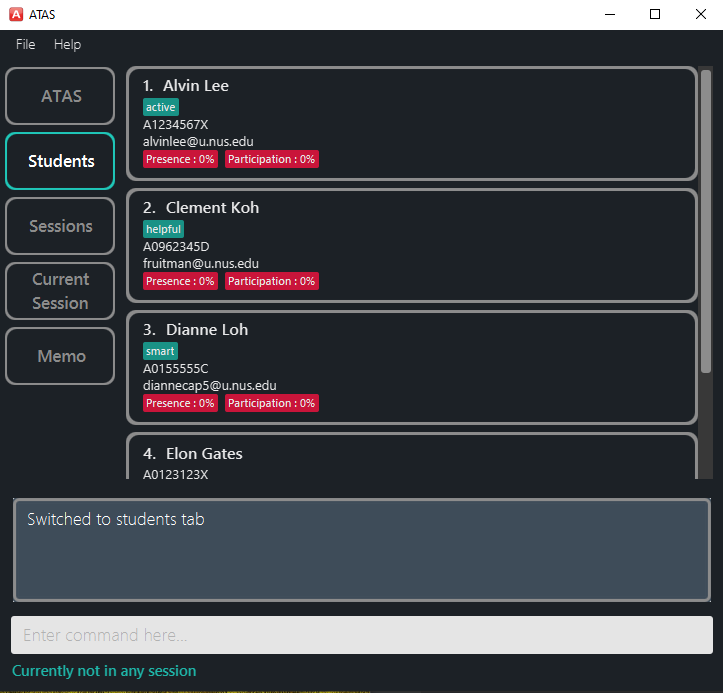 A ATAS
File Help
ATAS
Students
Sessions
Current
Session
Memo
1. Alvin Lee
active
A1234567X
alvinlee@u.nus.edu
Presence : 0% Participation : 0%
2. Clement Koh
helpful
A0962345D
fruitman@u.nus.edu
Presence : 0% Participation : 0%
3. Dianne Loh
smart
A0155555C
diannecap5@u.nus.edu
Presence : 0% Participation : 0%
4. Elon Gates
A0123123X
Switched to students tab
Enter command here...
Currently not in any session